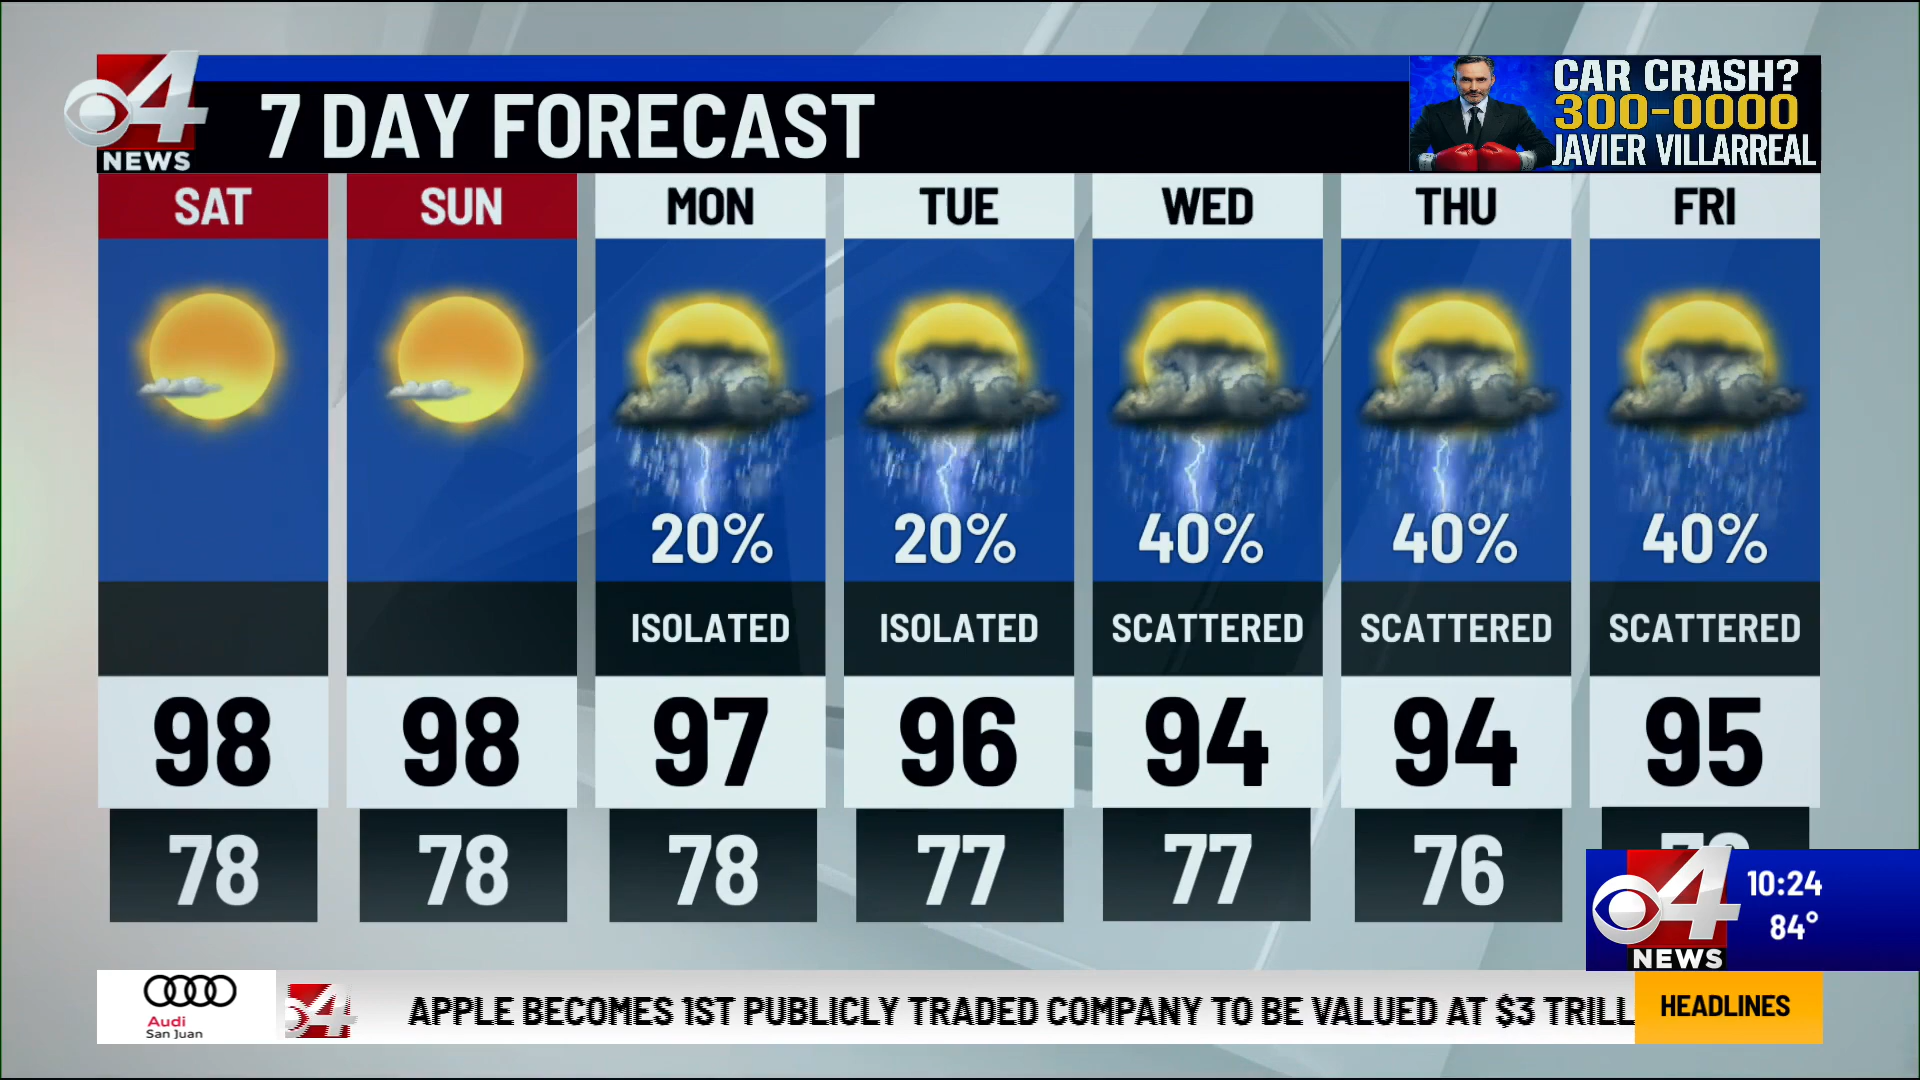 4
NEWS
7 DAY FORECAST
CAR CRASH?
300-0000
JAVIER VILLARREAL
SAT SUN MON TUE WED THU FRI
20% 20% 40% 40% 40%
ISOLATED ISOLATED SCATTERED SCATTERED SCATTERED
98 98 97 96 94 94 95
78 78 78 77 77 76
4
NEWS
10:24
84°
Audi
San Juan
4
APPLE BECOMES 1ST PUBLICLY TRADED COMPANY TO BE VALUED AT $3 TRILL
HEADLINES